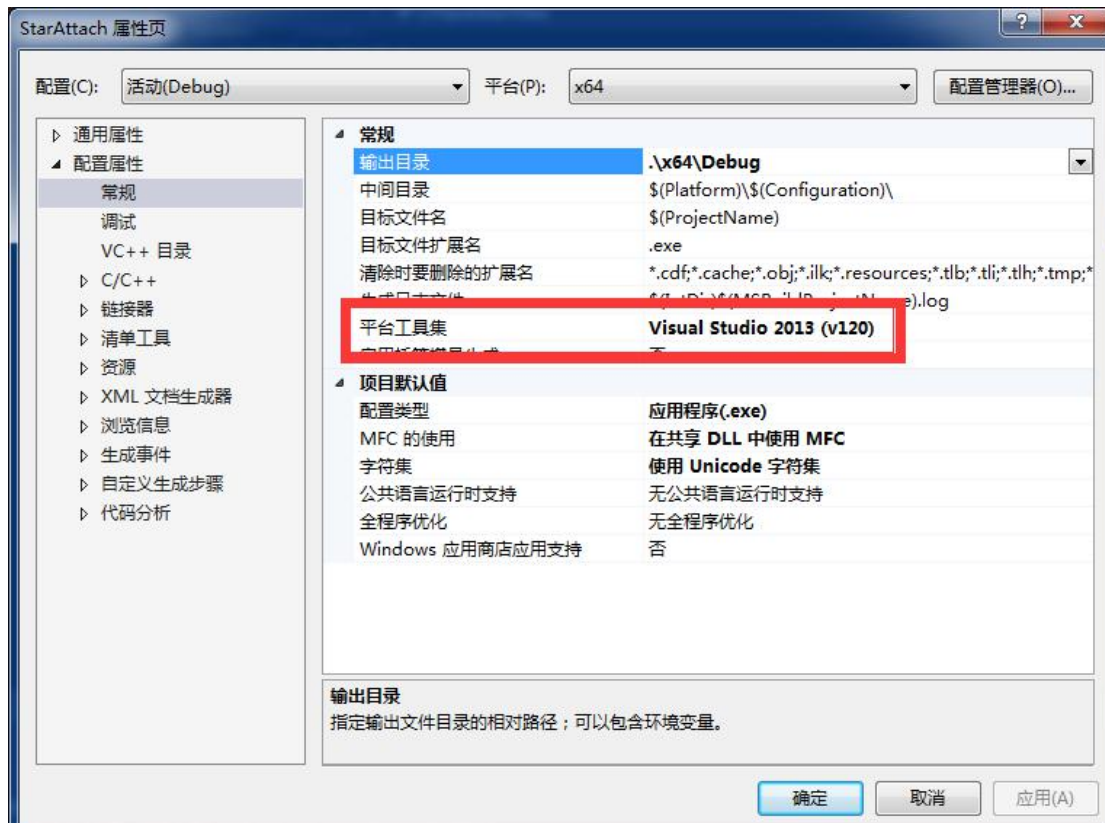 StarAttach 属性页
配置(C): 活动(Debug) 平台(P): x64 配置管理器(O)...
通用属性
配置属性
常规
调试
VC++ 目录
C/C++
链接器
清单工具
资源
XML 文档生成器
浏览信息
生成事件
自定义生成步骤
代码分析
常规
输出目录 .\x64\Debug
中间目录 $(Platform)\$(Configuration)\
目标文件名 $(ProjectName)
目标文件扩展名 .exe
清除时要删除的扩展名 *.cdf;*.cache;*.obj;*.ilk;*.resources;*.tlb;*.tli;*.tlh;*.tmp;*
.log
平台工具集 Visual Studio 2013 (v120)
项目默认值
配置类型 应用程序(.exe)
MFC 的使用 在共享 DLL 中使用 MFC
字符集 使用 Unicode 字符集
公共语言运行时支持 无公共语言运行时支持
全程序优化 无全程序优化
Windows 应用商店应用支持 否
输出目录
指定输出文件目录的相对路径；可以包含环境变量。
确定 取消 应用(A)